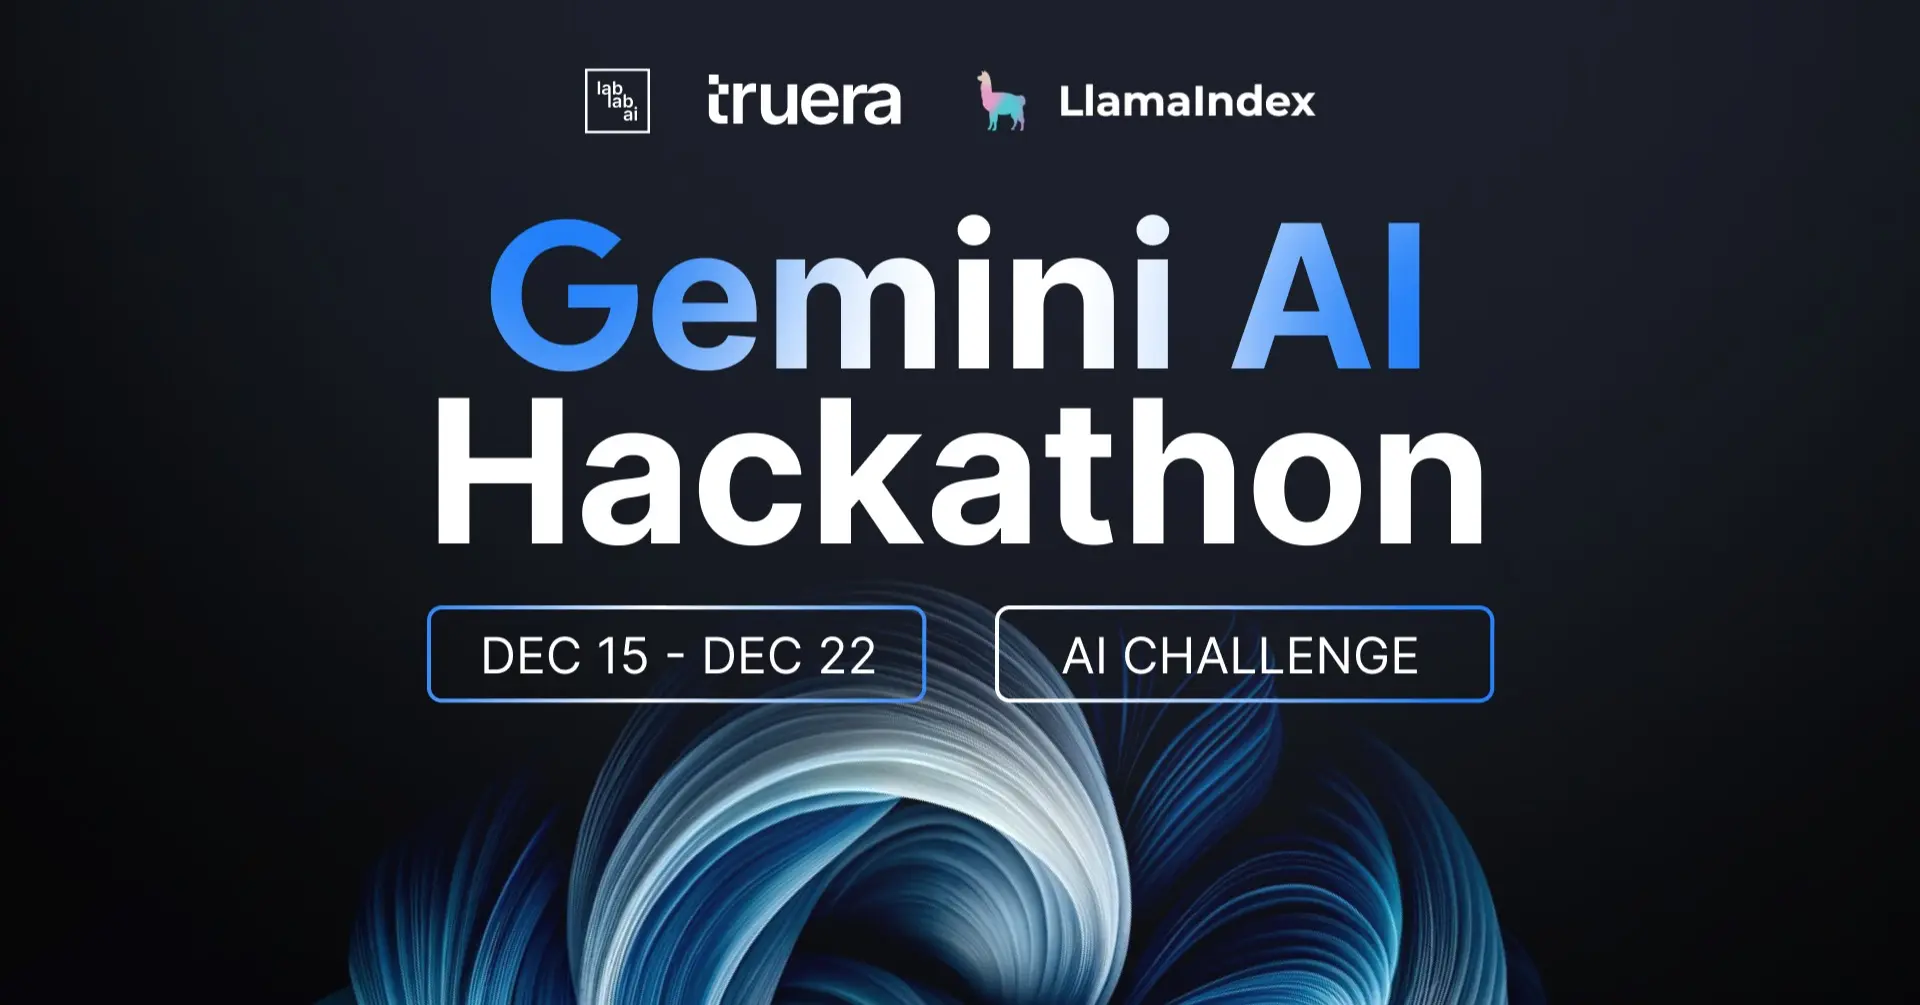 lab
lab
ai
truera
LlamaIndex
Gemini AI
Hackathon
DEC 15 - DEC 22
AI CHALLENGE